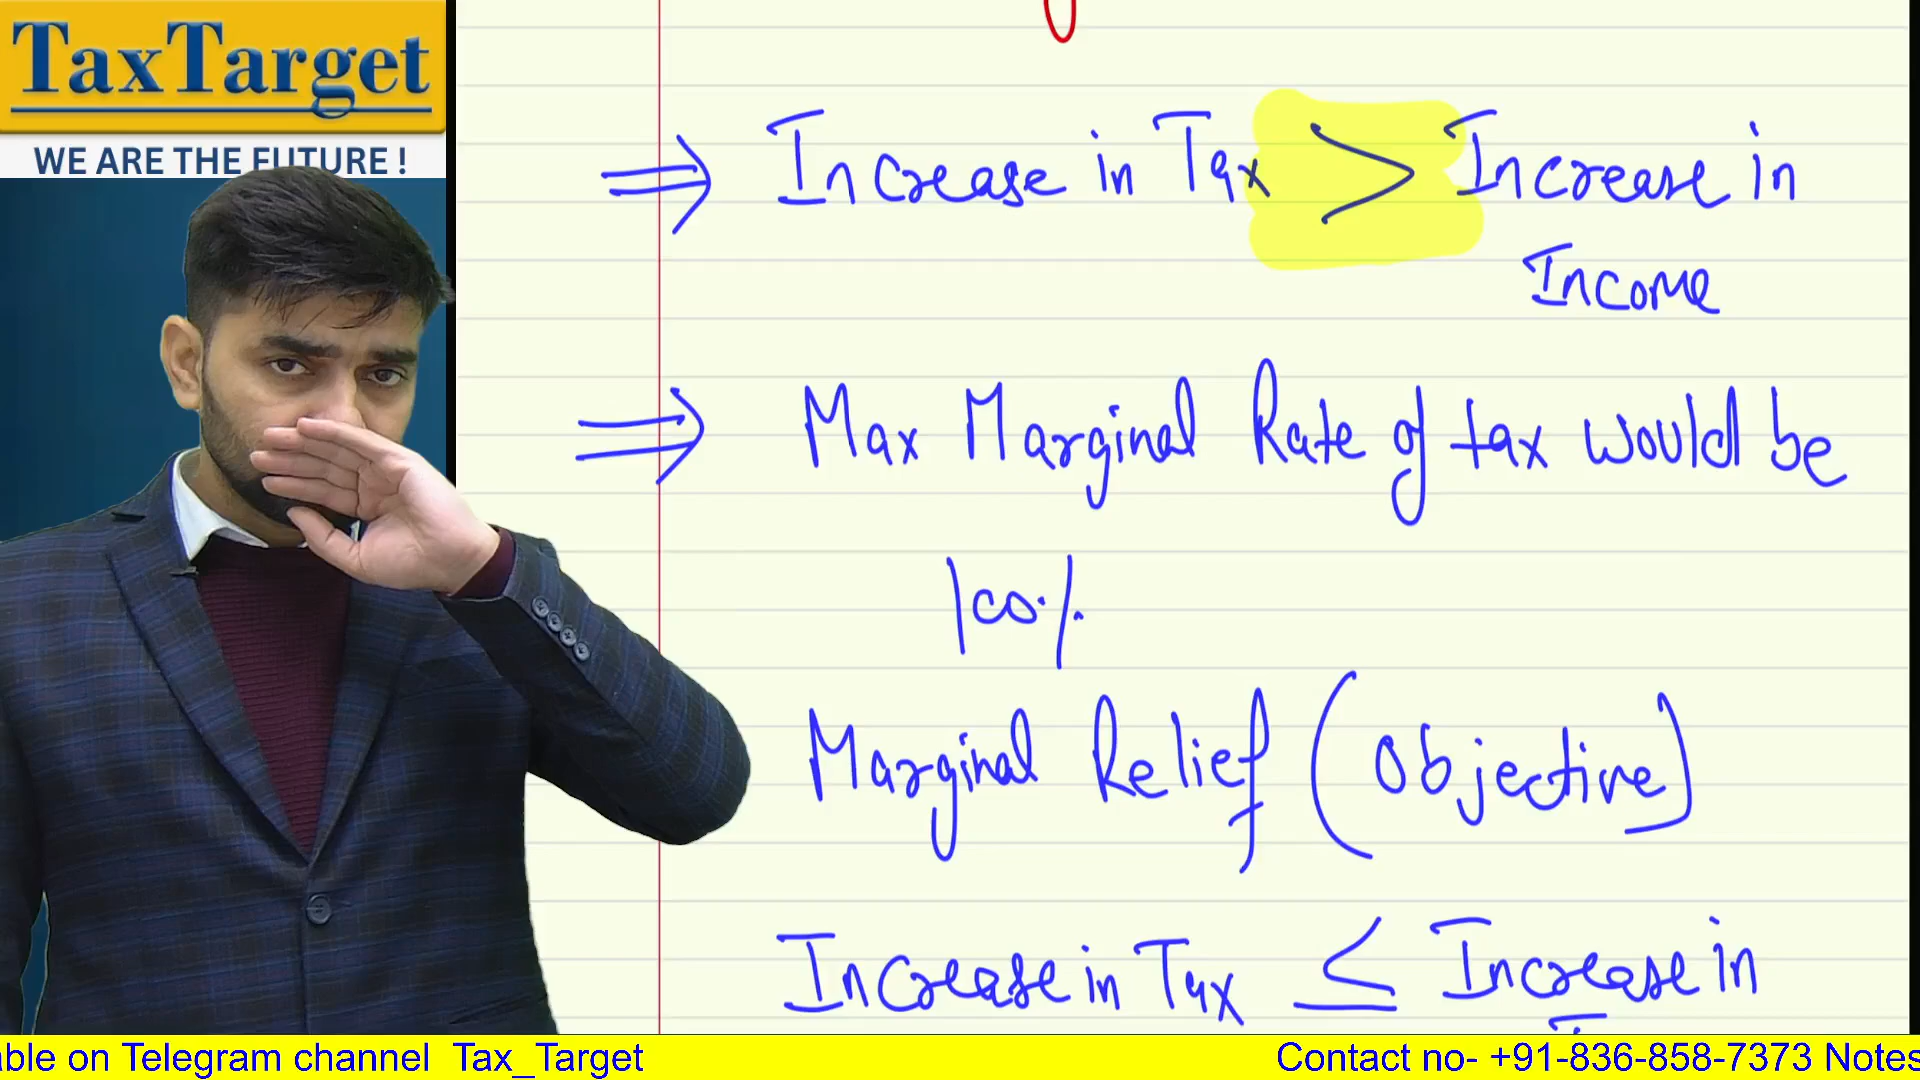 TaxTarget
WE ARE THE FUTURE !
⇒ Increase in Tax > Increase in
Income
⇒ Max Marginal Rate of tax would be
100%
Marginal Relief (Objective)
Increase in Tax ≤ Increase in
able on Telegram channel Tax_Target
Contact no- +91-836-858-7373 Notes